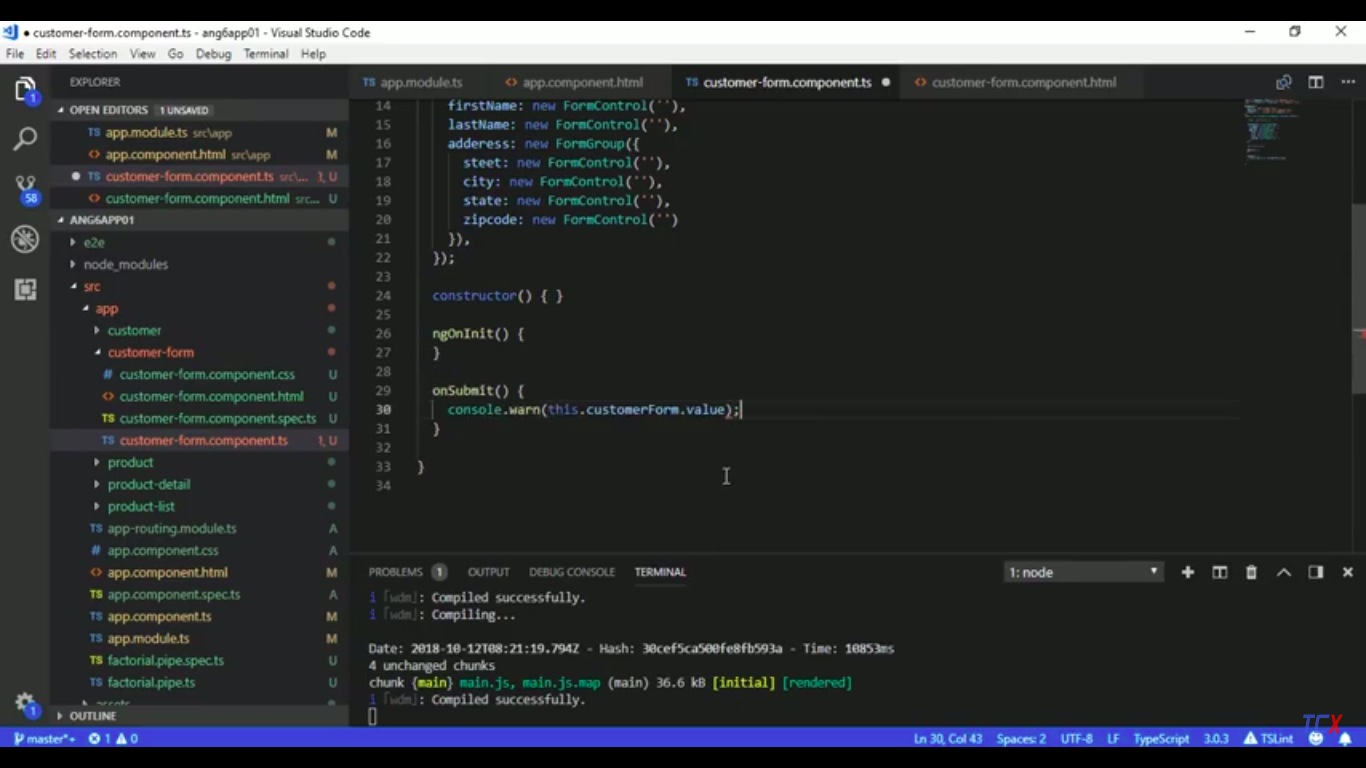 customer-form.component.ts - ang6app01 - Visual Studio Code
File Edit Selection View Go Debug Terminal Help
EXPLORER
TS app.module.ts
<> app.component.html
TS customer-form.component.ts
<> customer-form.component.html
OPEN EDITORS 1 UNSAVED
TS app.module.ts src\app M
<> app.component.html src\app M
TS customer-form.component.ts src\... 1, U
<> customer-form.component.html src... U
ANG6APP01
e2e
node_modules
src
app
customer
customer-form
# customer-form.component.css U
<> customer-form.component.html U
TS customer-form.component.spec.ts U
TS customer-form.component.ts 1, U
product
product-detail
product-list
TS app-routing.module.ts A
# app.component.css A
<> app.component.html M
TS app.component.spec.ts A
TS app.component.ts M
TS app.module.ts M
TS factorial.pipe.spec.ts U
TS factorial.pipe.ts U
assets
OUTLINE
1
58
1
14 firstName: new FormControl(''),
15 lastName: new FormControl(''),
16 adderess: new FormGroup({
17 steet: new FormControl(''),
18 city: new FormControl(''),
19 state: new FormControl(''),
20 zipcode: new FormControl('')
21 }),
22 });
23
24 constructor() { }
25
26 ngOnInit() {
27 }
28
29 onSubmit() {
30 console.warn(this.customerForm.value);
31 }
32
33 }
34
PROBLEMS 1 OUTPUT DEBUG CONSOLE TERMINAL 1: node
i ｢wdm｣: Compiled successfully.
i ｢wdm｣: Compiling...
Date: 2018-10-12T08:21:19.794Z - Hash: 30cef5ca500fe8fb593a - Time: 10853ms
4 unchanged chunks
chunk {main} main.js, main.js.map (main) 36.6 kB [initial] [rendered]
i ｢wdm｣: Compiled successfully.
TCX
master*+ 1 0 Ln 30, Col 43 Spaces: 2 UTF-8 LF TypeScript 3.0.3 TSLint